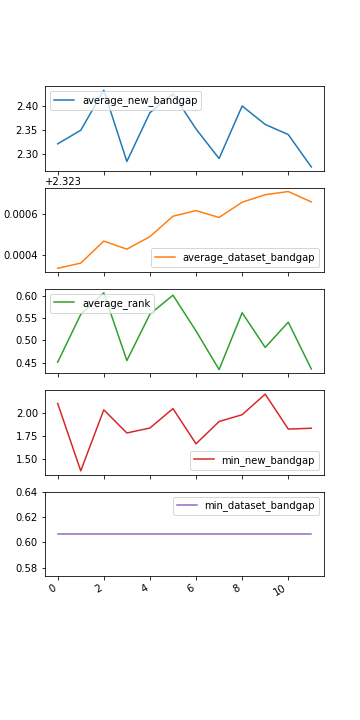 average_new_bandgap
2.40
2.35
2.30
+2.323
0.0006
0.0004
average_dataset_bandgap
0.60
average_rank
0.55
0.50
0.45
2.00
1.75
1.50
min_new_bandgap
0.64
min_dataset_bandgap
0.62
0.60
0.58
0 2 4 6 8 10